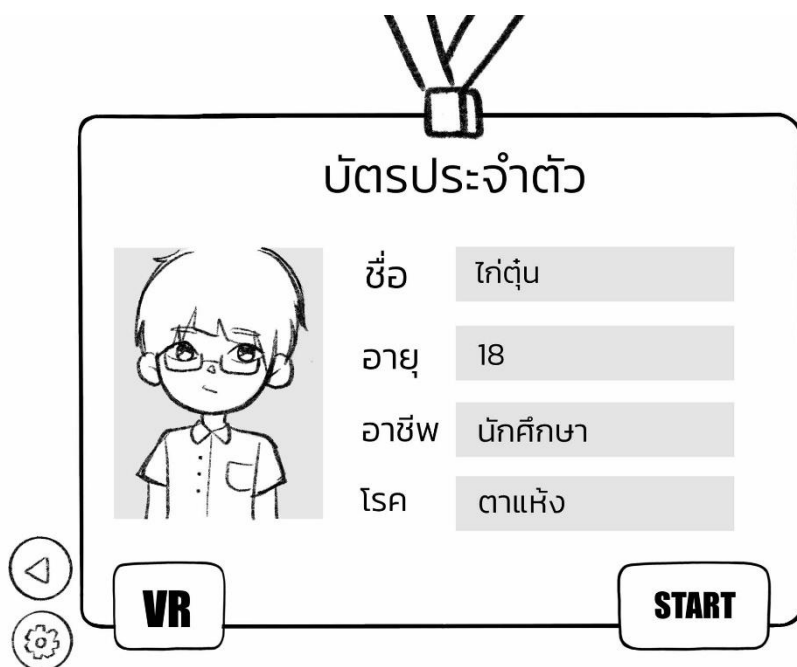 บัตรประจำตัว
ชื่อ ไก่ตุ๋น
อายุ 18
อาชีพ นักศึกษา
โรค ตาแห้ง
VR START